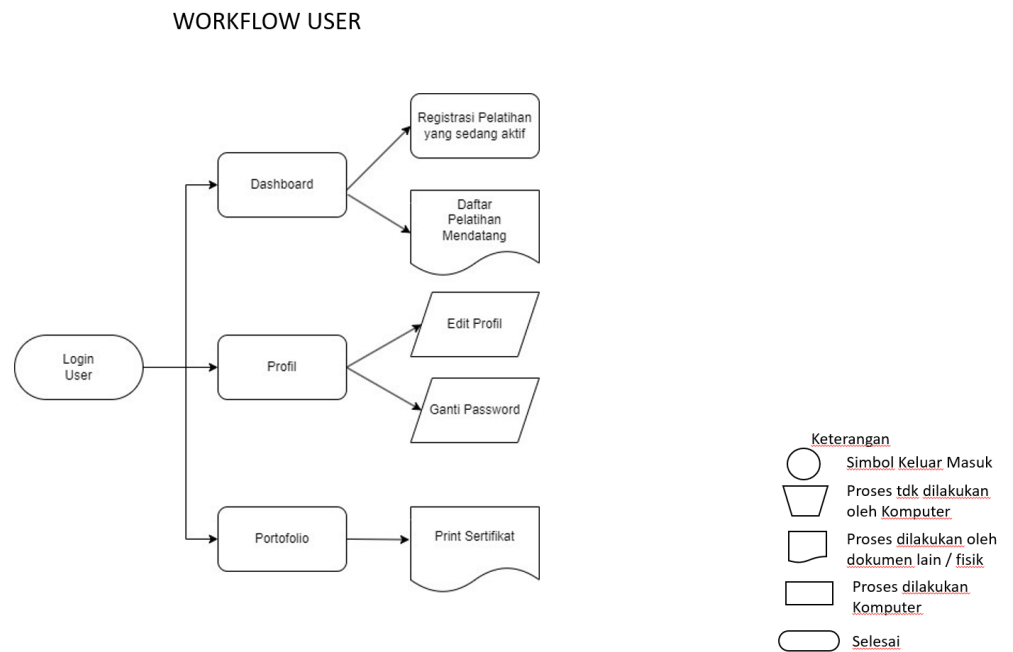 WORKFLOW USER
Registrasi Pelatihan
yang sedang aktif
Dashboard
Daftar
Pelatihan
Mendatang
Edit Profil
Login
User
Profil
Ganti Password
Portofolio
Print Sertifikat
Keterangan
Simbol Keluar Masuk
Proses tdk dilakukan
oleh Komputer
Proses dilakukan oleh
dokumen lain / fisik
Proses dilakukan
Komputer
Selesai